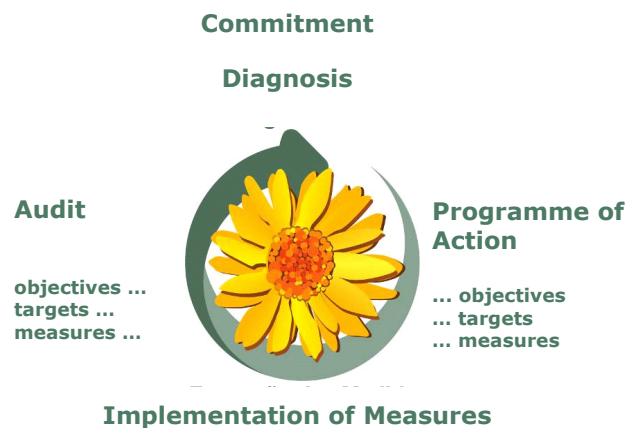 Commitment
Diagnosis
Audit
Programme of
Action
objectives ...
targets ...
measures ...
... objectives
... targets
... measures
Implementation of Measures